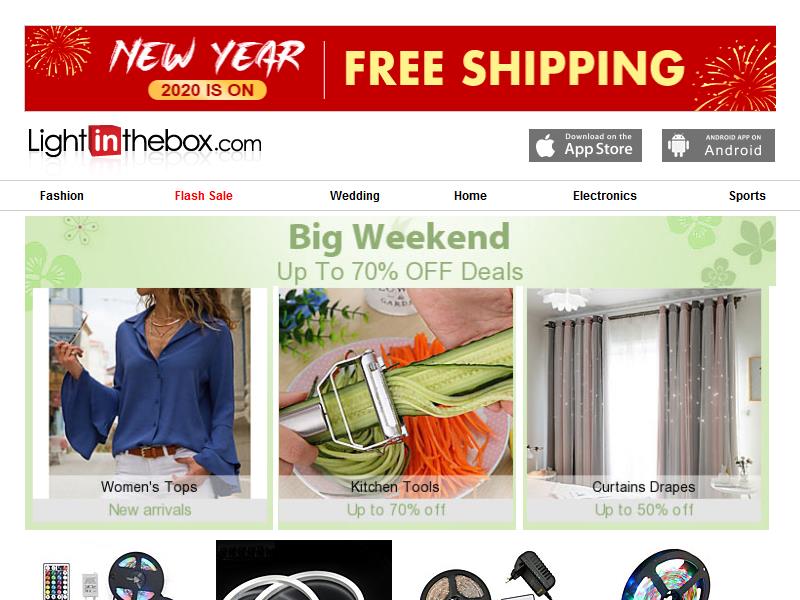 NEW YEAR
2020 IS ON
FREE SHIPPING
Lightinthebox.com
Download on the
App Store
ANDROID APP ON
Android
Fashion
Flash Sale
Wedding
Home
Electronics
Sports
Big Weekend
Up To 70% OFF Deals
Women's Tops
New arrivals
Kitchen Tools
Up to 70% off
Curtains Drapes
Up to 50% off